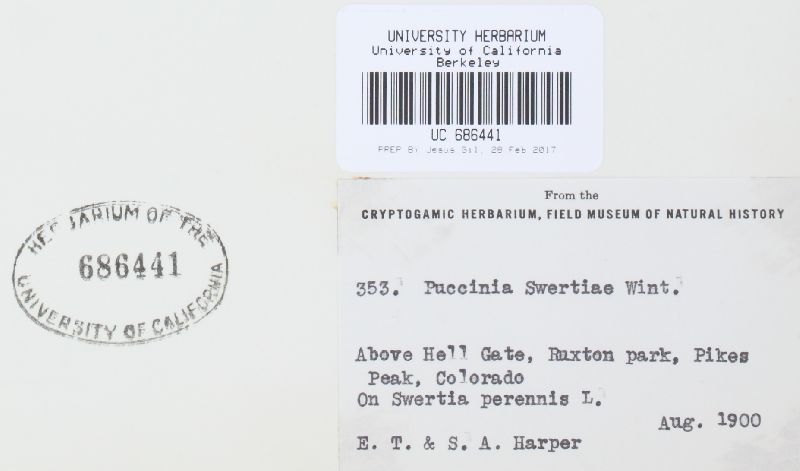 UNIVERSITY HERBARIUM
University of California
Berkeley
UC 686441
PREP By Jesus Gil, 28 Feb 2017
HERBARIUM OF THE
686441
UNIVERSITY OF CALIFORNIA
From the
CRYPTOGAMIC HERBARIUM, FIELD MUSEUM OF NATURAL HISTORY
353. Puccinia Swertiae Wint.
Above Hell Gate, Ruxton park, Pikes
Peak, Colorado
On Swertia perennis L.
Aug. 1900
E. T. & S. A. Harper